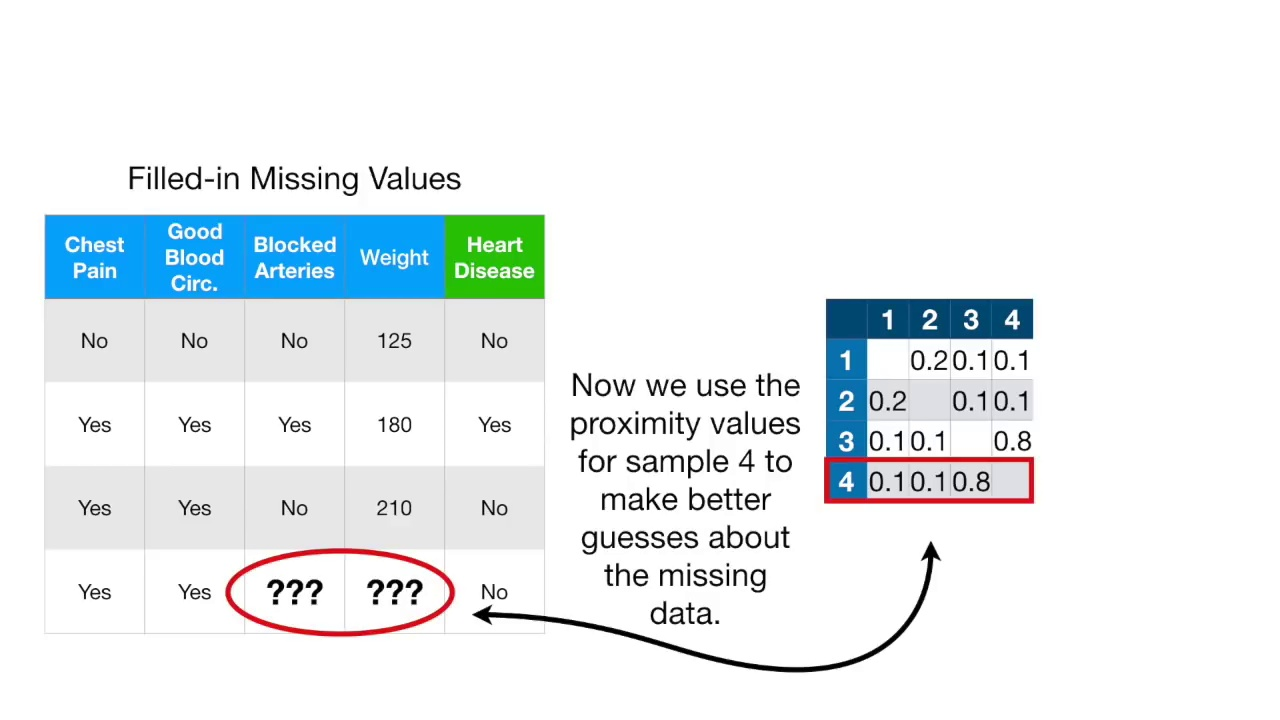 Filled-in Missing Values
Chest Pain Good Blood Circ. Blocked Arteries Weight Heart Disease
No No No 125 No
Yes Yes Yes 180 Yes
Yes Yes No 210 No
Yes Yes ??? ??? No
Now we use the
proximity values
for sample 4 to
make better
guesses about
the missing
data.
1 2 3 4
1 0.2 0.1 0.1
2 0.2 0.1 0.1
3 0.1 0.1 0.8
4 0.1 0.1 0.8